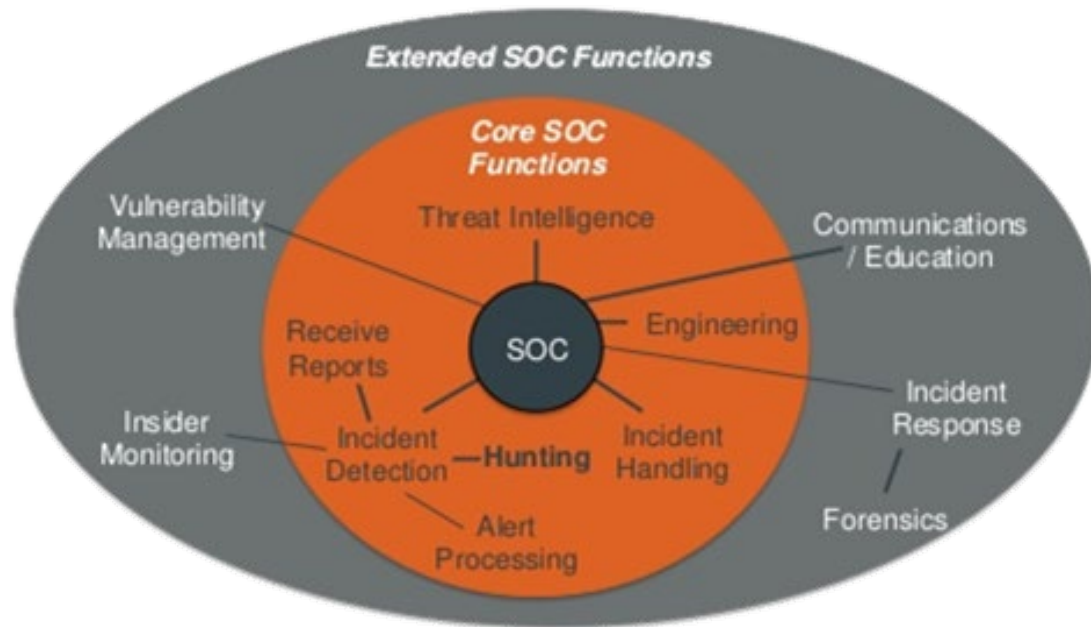 Extended SOC Functions
Core SOC
Functions
Threat Intelligence
Vulnerability
Management
Communications
/ Education
Engineering
SOC
Receive
Reports
Incident
Response
Insider
Monitoring
Incident
Detection
Hunting
Incident
Handling
Forensics
Alert
Processing